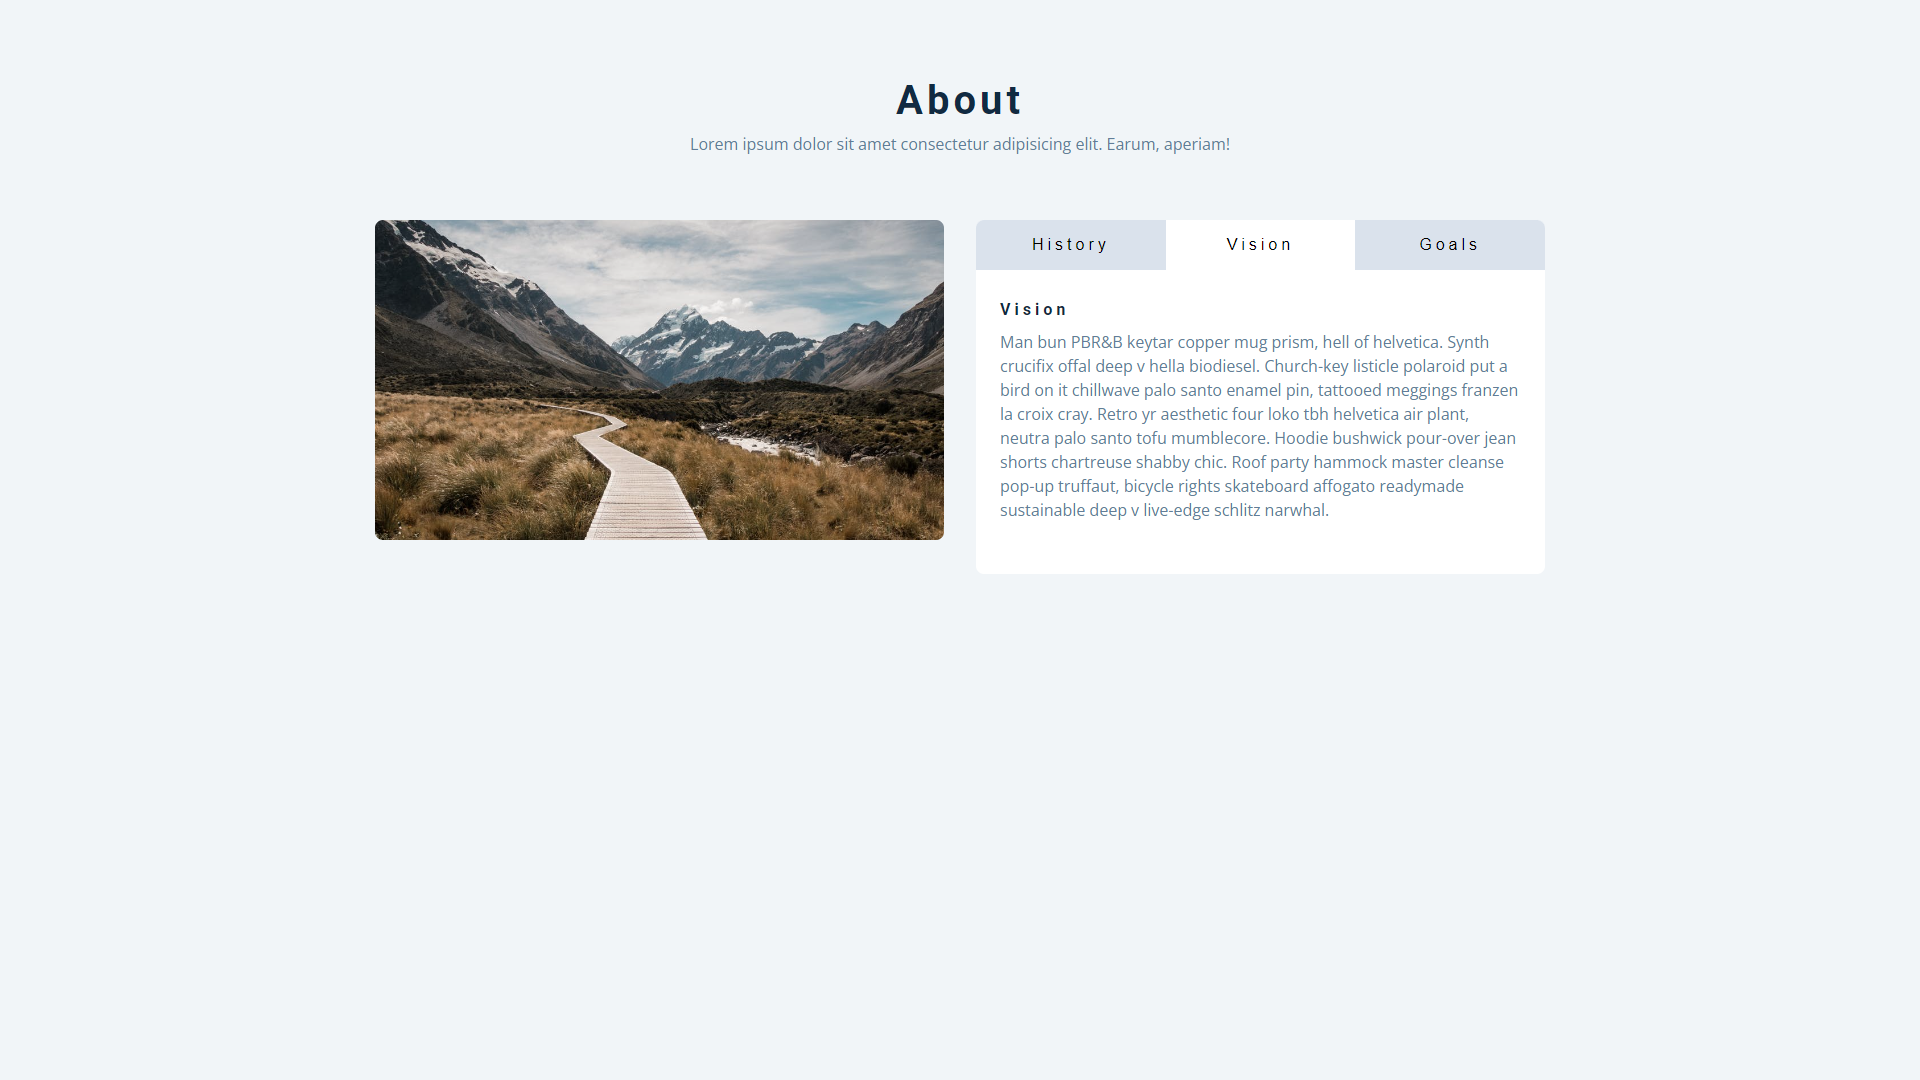 About
Lorem ipsum dolor sit amet consectetur adipisicing elit. Earum, aperiam!
History
Vision
Goals
Vision
Man bun PBR&B keytar copper mug prism, hell of helvetica. Synth
crucifix offal deep v hella biodiesel. Church-key listicle polaroid put a
bird on it chillwave palo santo enamel pin, tattooed meggings franzen
la croix cray. Retro yr aesthetic four loko tbh helvetica air plant,
neutra palo santo tofu mumblecore. Hoodie bushwick pour-over jean
shorts chartreuse shabby chic. Roof party hammock master cleanse
pop-up truffaut, bicycle rights skateboard affogato readymade
sustainable deep v live-edge schlitz narwhal.